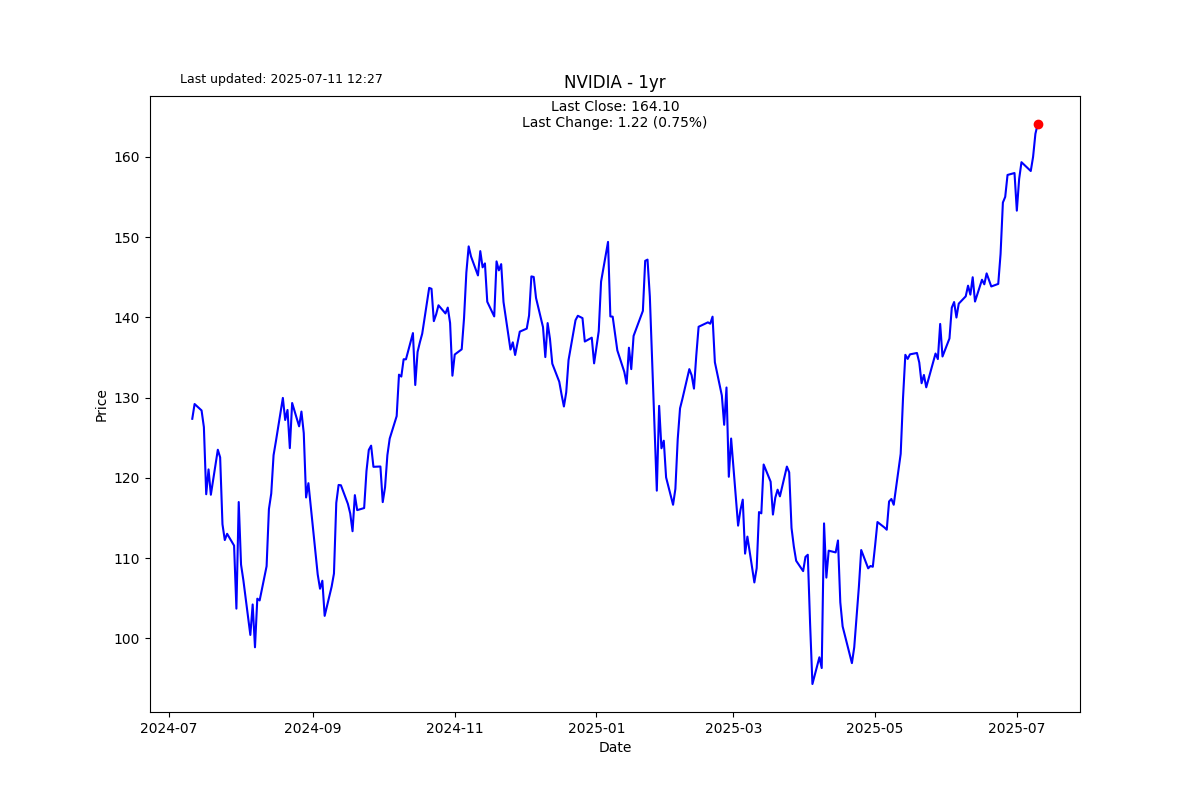 Last updated: 2025-07-11 12:27
NVIDIA - 1yr
Last Close: 164.10
Last Change: 1.22 (0.75%)
Price
160
150
140
130
120
110
100
2024-07
2024-09
2024-11
2025-01
2025-03
2025-05
2025-07
Date